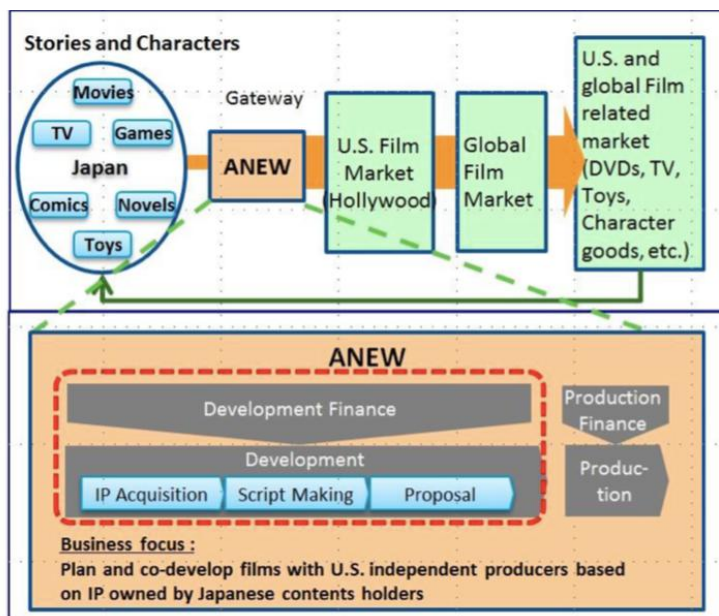 Stories and Characters
Movies
TV
Games
Japan
Comics
Novels
Toys
Gateway
ANEW
U.S. Film
Market
(Hollywood)
Global
Film
Market
U.S. and
global Film
related
market
(DVDs, TV,
Toys,
Character
goods, etc.)
ANEW
Development Finance
Production
Finance
Development
IP Acquisition
Script Making
Proposal
Produc-
tion
Business focus :
Plan and co-develop films with U.S. independent producers based
on IP owned by Japanese contents holders